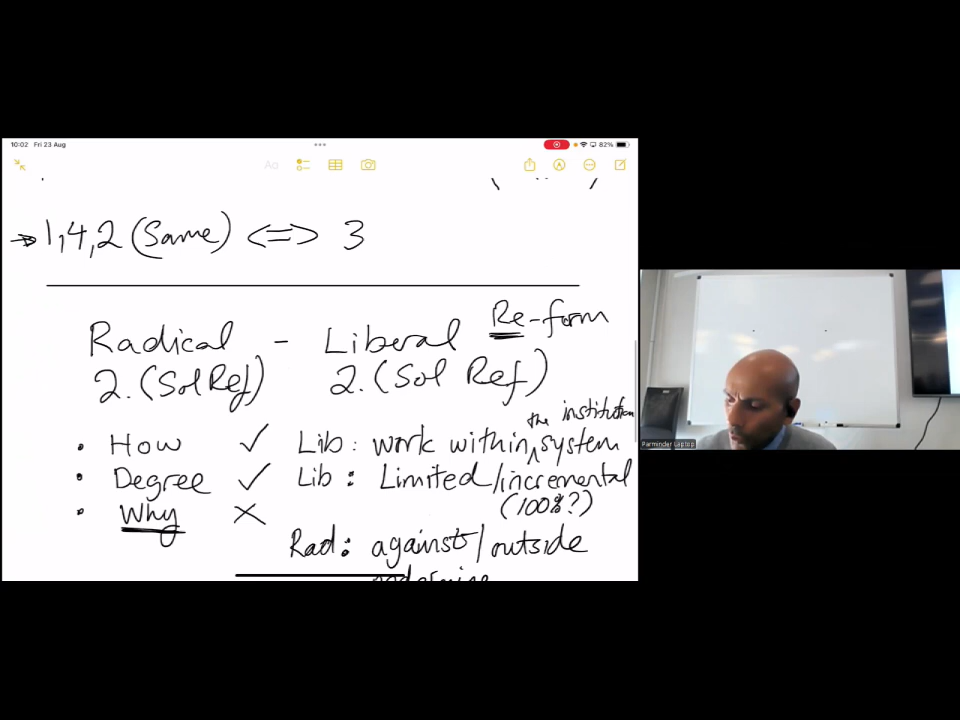 10:02 Fri 23 Aug
82%
1,4,2 (Same) <=> 3
Radical - Liberal Re-form
2. (Sol Ref) 2. (Sol Ref)
the institution
• How ✓ Lib: work within ^ system
• Degree ✓ Lib: Limited/incremental
(100%?)
• Why ✗
Rad: against/outside
Parminder Laptop